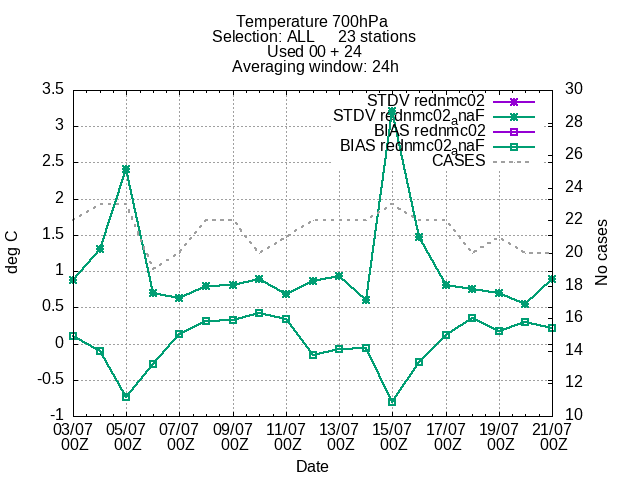 Temperature 700hPa
Selection: ALL 23 stations
Used 00 + 24
Averaging window: 24h
3.5
3
2.5
2
1.5
1
0.5
0
-0.5
-1
deg C
30
28
26
24
22
20
18
16
14
12
10
No cases
STDV rednmc02
STDV rednmc02anaF
BIAS rednmc02
BIAS rednmc02anaF
CASES
03/07 05/07 07/07 09/07 11/07 13/07 15/07 17/07 19/07 21/07
00Z 00Z 00Z 00Z 00Z 00Z 00Z 00Z 00Z 00Z
Date